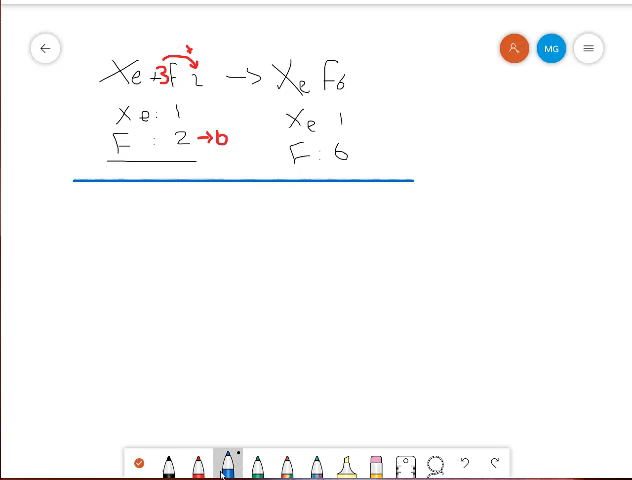 Xe + 3F2 → XeF6
Xe: 1 Xe 1
F : 2 → 6 F: 6
MG